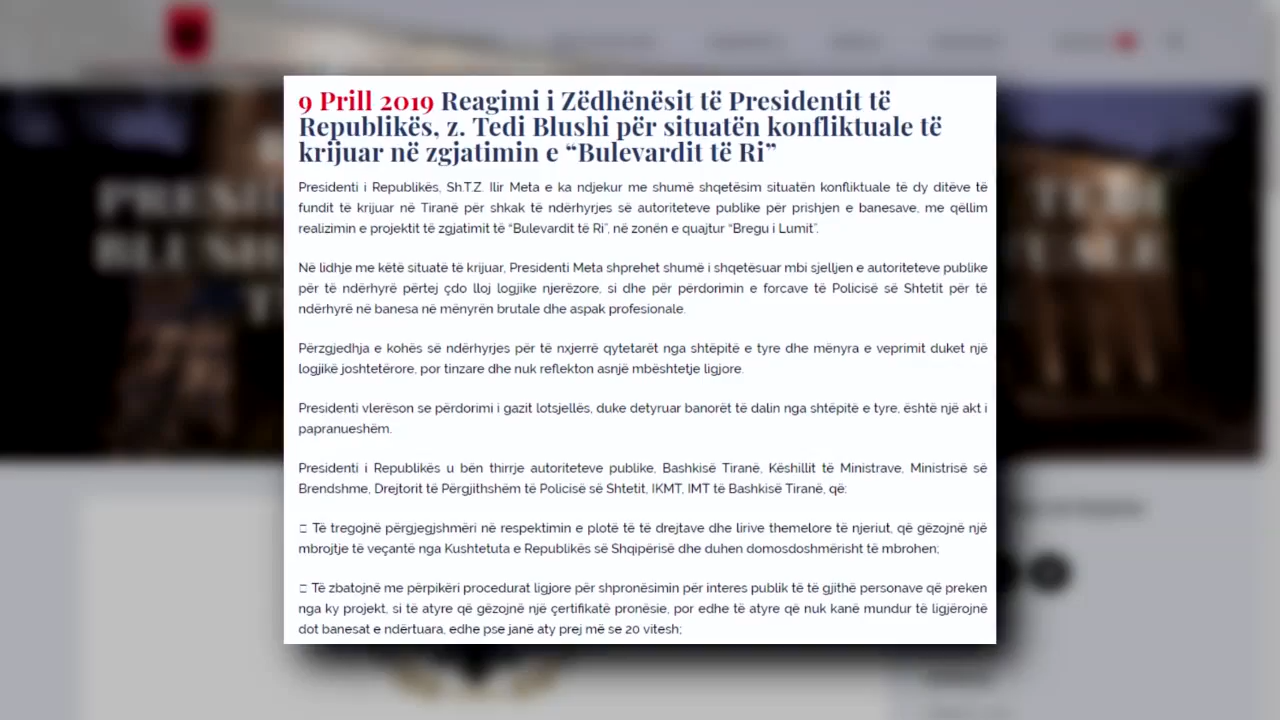 9 Prill 2019 Reagimi i Zëdhënësit të Presidentit të
Republikës, z. Tedi Blushi për situatën konfliktuale të
krijuar në zgjatimin e “Bulevardit të Ri”
Presidenti i Republikës, Sh.T.Z. Ilir Meta e ka ndjekur me shumë shqetësim situatën konfliktuale të dy ditëve të
fundit të krijuar në Tiranë për shkak të ndërhyrjes së autoriteteve publike për prishjen e banesave, me qëllim
realizimin e projektit të zgjatimit të “Bulevardit të Ri”, në zonën e quajtur “Bregu i Lumit”.
Në lidhje me këtë situatë të krijuar, Presidenti Meta shprehet shumë i shqetësuar mbi sjelljen e autoriteteve publike
për të ndërhyrë përtej çdo lloj logjike njerëzore, si dhe për përdorimin e forcave të Policisë së Shtetit për të
ndërhyrë në banesa në mënyrën brutale dhe aspak profesionale.
Përzgjedhja e kohës së ndërhyrjes për të nxjerrë qytetarët nga shtëpitë e tyre dhe mënyra e veprimit duket një
logjikë joshtetërore, por tinzare dhe nuk reflekton asnjë mbështetje ligjore.
Presidenti vlerëson se përdorimi i gazit lotsjellës, duke detyruar banorët të dalin nga shtëpitë e tyre, është një akt i
papranueshëm.
Presidenti i Republikës u bën thirrje autoriteteve publike, Bashkisë Tiranë, Këshillit të Ministrave, Ministrisë së
Brendshme, Drejtorit të Përgjithshëm të Policisë së Shtetit, IKMT, IMT të Bashkisë Tiranë, që:
□ Të tregojnë përgjegjshmëri në respektimin e plotë të të drejtave dhe lirive themelore të njeriut, që gëzojnë një
mbrojtje të veçantë nga Kushtetuta e Republikës së Shqipërisë dhe duhen domosdoshmërisht të mbrohen;
□ Të zbatojnë me përpikëri procedurat ligjore për shpronësimin për interes publik të të gjithë personave që preken
nga ky projekt, si të atyre që gëzojnë një çertifikatë pronësie, por edhe të atyre që nuk kanë mundur të ligjërojnë
dot banesat e ndërtuara, edhe pse janë aty prej më se 20 vitesh;